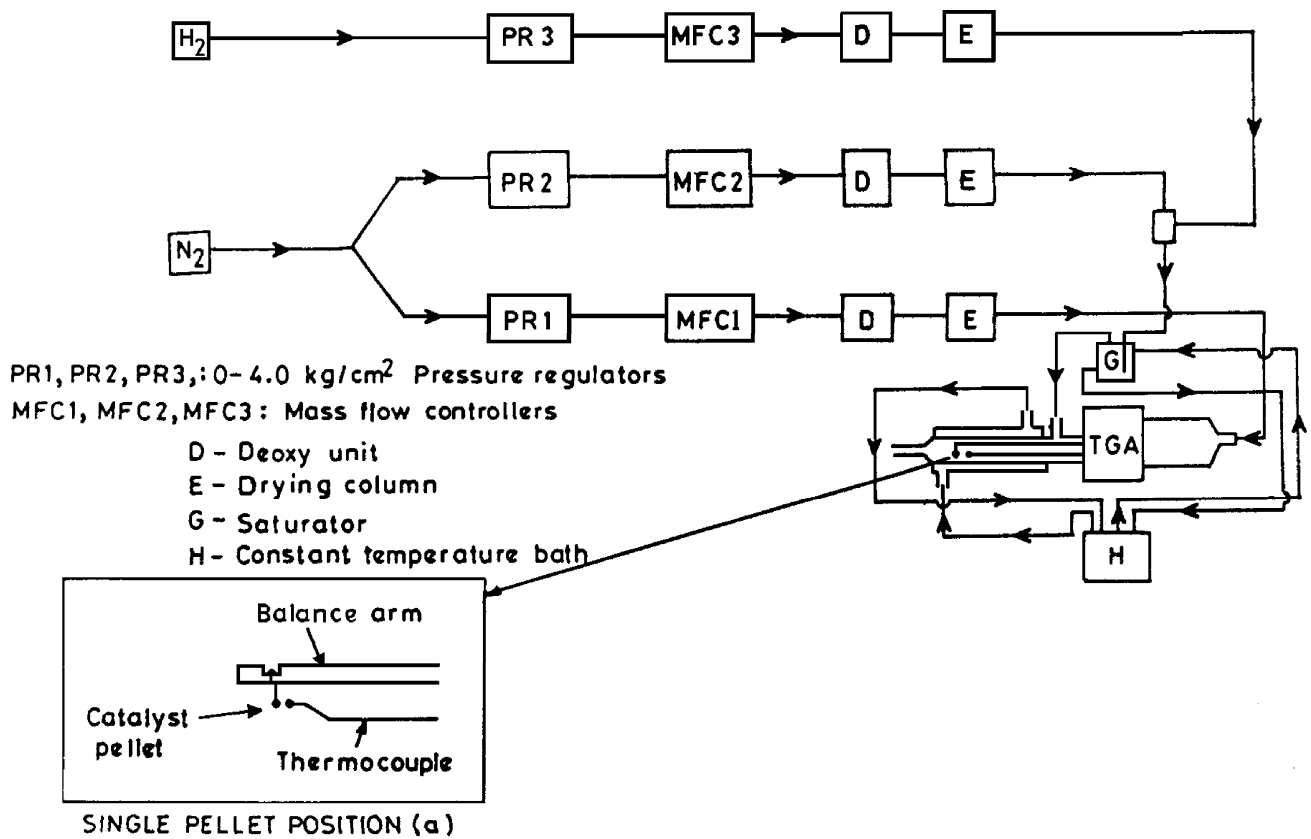 H2
PR 3
MFC3
D
E
PR2
MFC2
D
E
N2
PR1
MFC1
D
E
G
TGA
H
PR1, PR2, PR3,: 0-4.0 kg/cm² Pressure regulators
MFC1, MFC2, MFC3: Mass flow controllers
D - Deoxy unit
E - Drying column
G - Saturator
H - Constant temperature bath
Balance arm
Catalyst
pellet
Thermocouple
SINGLE PELLET POSITION (a)